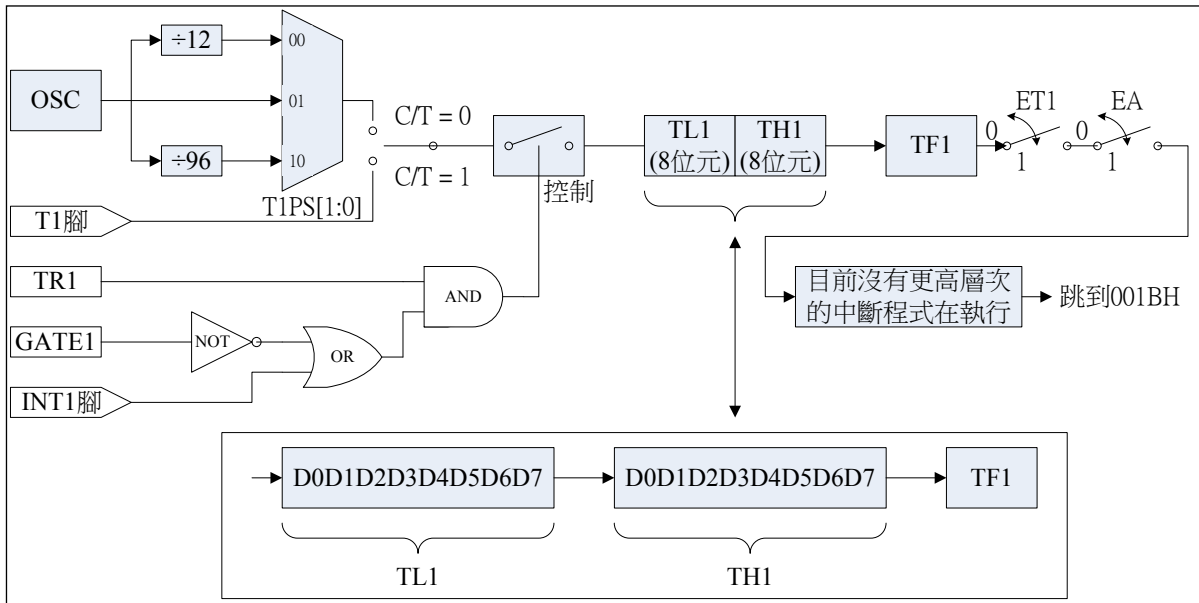 ÷12
00
OSC
01
÷96
10
T1PS[1:0]
T1腳
C/T = 0
C/T = 1
控制
TL1
(8位元)
TH1
(8位元)
TF1
ET1
0
1
EA
0
1
TR1
AND
GATE1
NOT
OR
INT1腳
目前沒有更高層次
的中斷程式在執行
跳到001BH
D0D1D2D3D4D5D6D7
D0D1D2D3D4D5D6D7
TF1
TL1
TH1